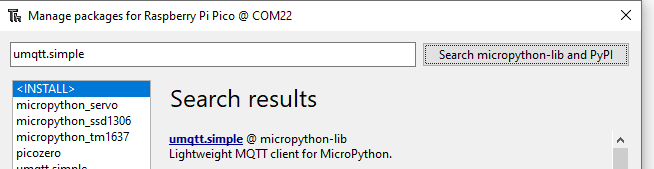 Manage packages for Raspberry Pi Pico @ COM22
umqtt.simple
Search micropython-lib and PyPI
<INSTALL>
micropython_servo
micropython_ssd1306
micropython_tm1637
picozero
umqtt.simple
Search results
umqtt.simple @ micropython-lib
Lightweight MQTT client for MicroPython.